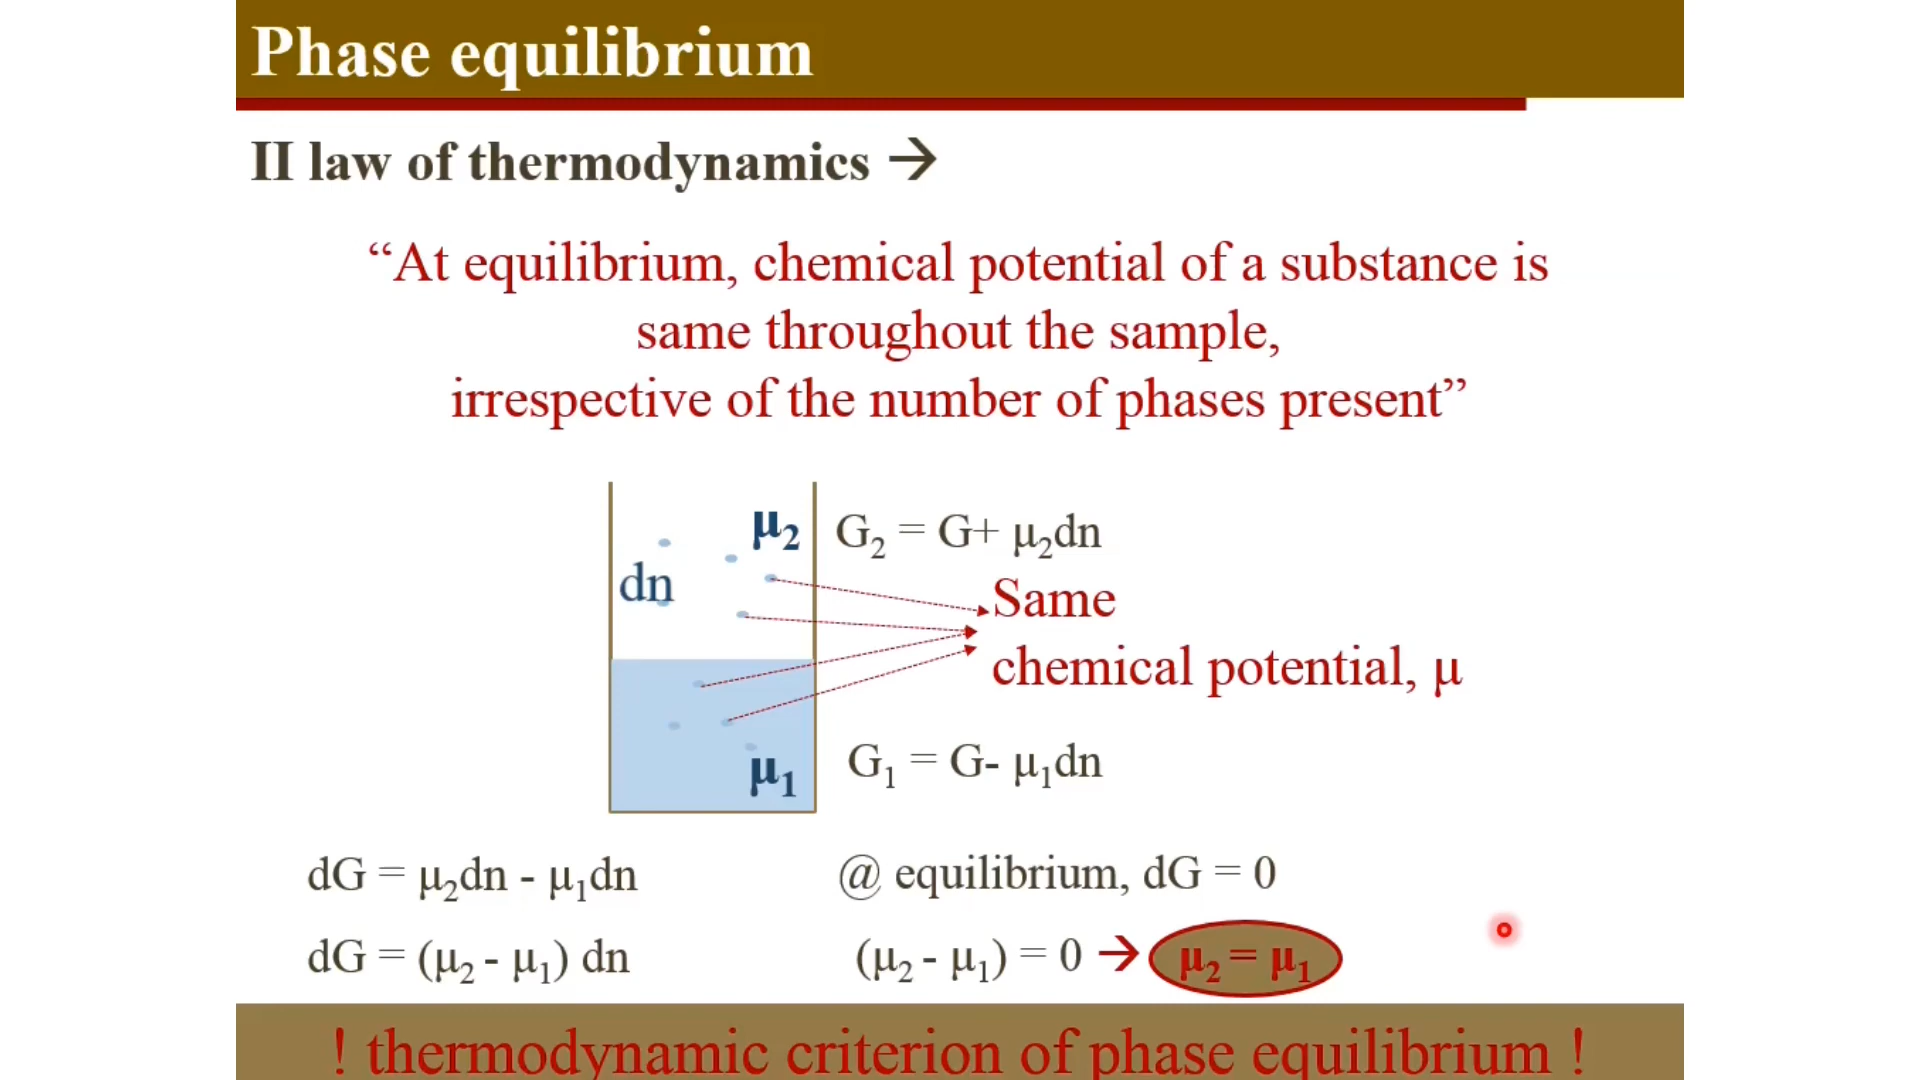 Phase equilibrium
II law of thermodynamics →
“At equilibrium, chemical potential of a substance is
same throughout the sample,
irrespective of the number of phases present”
μ₂
G₂ = G+ μ₂dn
dn
Same
chemical potential, μ
μ₁
G₁ = G- μ₁dn
dG = μ₂dn - μ₁dn
@ equilibrium, dG = 0
dG = (μ₂ - μ₁) dn
(μ₂ - μ₁) = 0 → μ₂ = μ₁
! thermodynamic criterion of phase equilibrium !